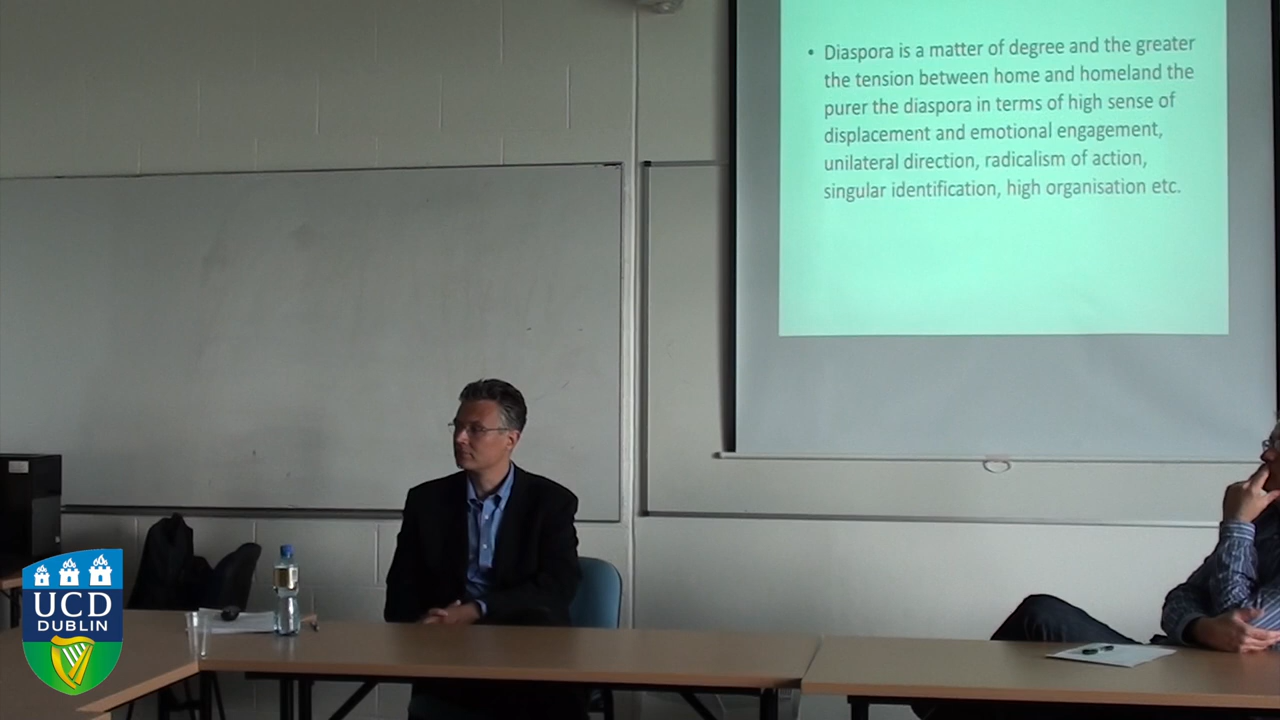 • Diaspora is a matter of degree and the greater
the tension between home and homeland the
purer the diaspora in terms of high sense of
displacement and emotional engagement,
unilateral direction, radicalism of action,
singular identification, high organisation etc.
UCD
DUBLIN